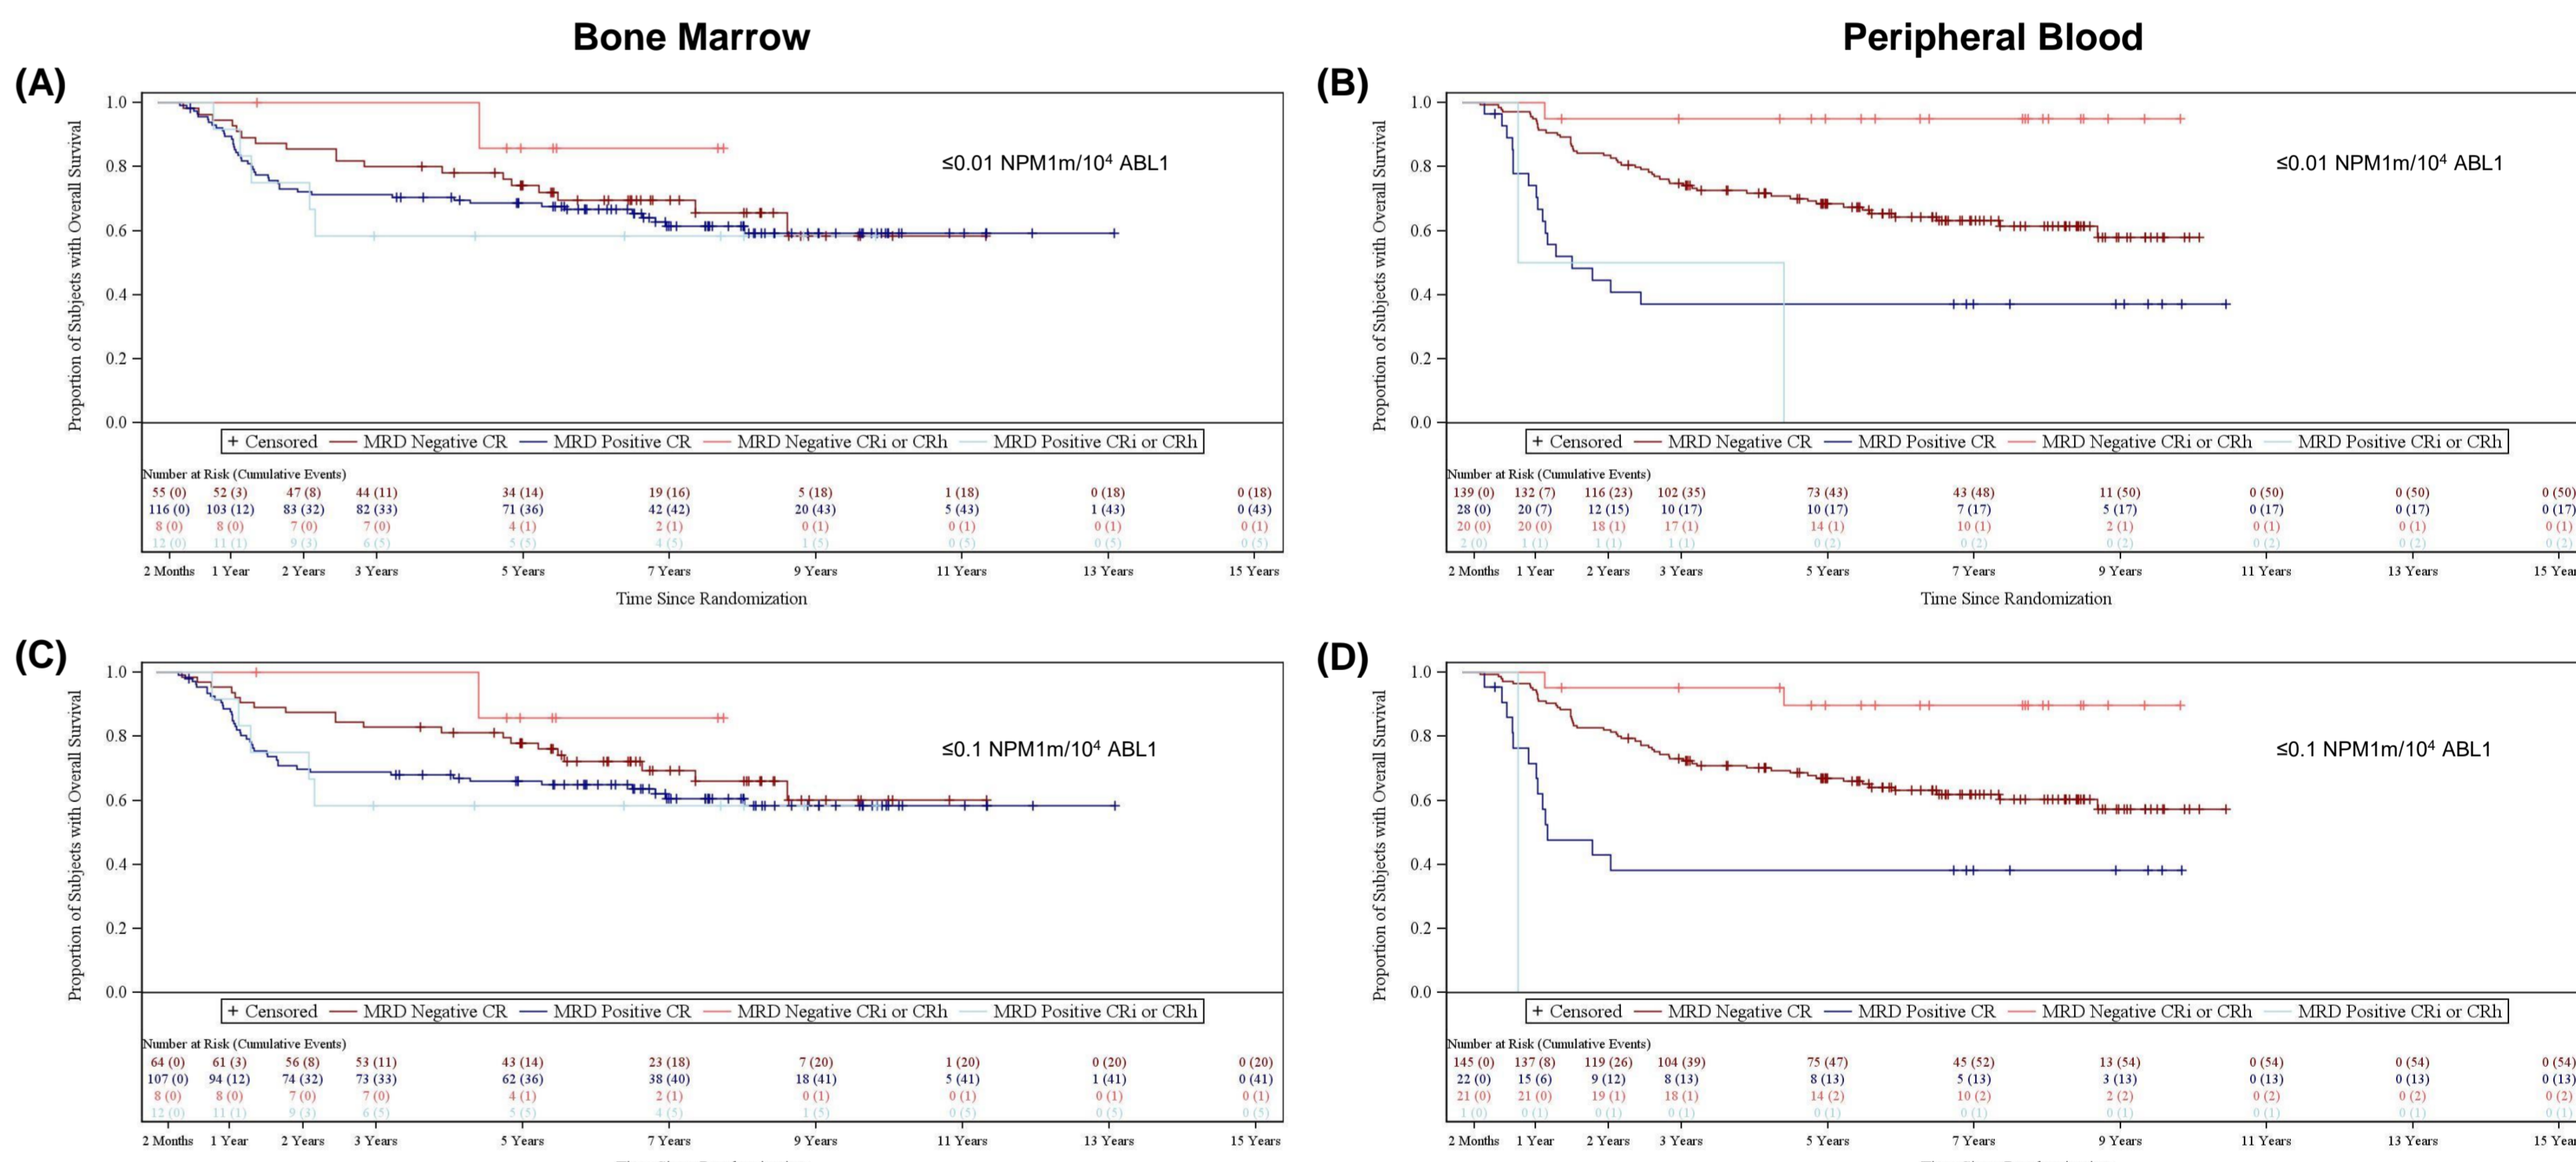 Bone Marrow
Peripheral Blood
(A)
Proportion of Subjects with Overall Survival
1.0
0.8
0.6
0.4
0.2
0.0
≤0.01 NPM1m/10⁴ ABL1
+ Censored MRD Negative CR MRD Positive CR MRD Negative CRi or CRh MRD Positive CRi or CRh
Number at Risk (Cumulative Events)
55 (0) 52 (3) 47 (8) 44 (11) 34 (14) 19 (16) 5 (18) 1 (18) 0 (18) 0 (18)
116 (0) 103 (12) 83 (32) 82 (33) 71 (36) 42 (42) 20 (43) 5 (43) 1 (43) 0 (43)
8 (0) 8 (0) 7 (0) 7 (0) 4 (1) 2 (1) 0 (1) 0 (1) 0 (1) 0 (1)
12 (0) 11 (1) 9 (3) 6 (5) 5 (5) 4 (5) 1 (5) 0 (5) 0 (5) 0 (5)
2 Months 1 Year 2 Years 3 Years 5 Years 7 Years 9 Years 11 Years 13 Years 15 Years
Time Since Randomization
(B)
Proportion of Subjects with Overall Survival
1.0
0.8
0.6
0.4
0.2
0.0
≤0.01 NPM1m/10⁴ ABL1
+ Censored MRD Negative CR MRD Positive CR MRD Negative CRi or CRh MRD Positive CRi or CRh
Number at Risk (Cumulative Events)
139 (0) 132 (7) 116 (23) 102 (35) 73 (43) 43 (48) 11 (50) 0 (50) 0 (50) 0 (50)
28 (0) 20 (7) 12 (15) 10 (17) 10 (17) 7 (17) 5 (17) 0 (17) 0 (17) 0 (17)
20 (0) 20 (0) 18 (1) 17 (1) 14 (1) 10 (1) 2 (1) 0 (1) 0 (1) 0 (1)
2 (0) 1 (1) 1 (1) 1 (1) 0 (2) 0 (2) 0 (2) 0 (2) 0 (2) 0 (2)
2 Months 1 Year 2 Years 3 Years 5 Years 7 Years 9 Years 11 Years 13 Years 15 Year
Time Since Randomization
(C)
Proportion of Subjects with Overall Survival
1.0
0.8
0.6
0.4
0.2
0.0
≤0.1 NPM1m/10⁴ ABL1
+ Censored MRD Negative CR MRD Positive CR MRD Negative CRi or CRh MRD Positive CRi or CRh
Number at Risk (Cumulative Events)
64 (0) 61 (3) 56 (8) 53 (11) 43 (14) 23 (18) 7 (20) 1 (20) 0 (20) 0 (20)
107 (0) 94 (12) 74 (32) 73 (33) 62 (36) 38 (40) 18 (41) 5 (41) 1 (41) 0 (41)
8 (0) 8 (0) 7 (0) 7 (0) 4 (1) 2 (1) 0 (1) 0 (1) 0 (1) 0 (1)
12 (0) 11 (1) 9 (3) 6 (5) 5 (5) 4 (5) 1 (5) 0 (5) 0 (5) 0 (5)
2 Months 1 Year 2 Years 3 Years 5 Years 7 Years 9 Years 11 Years 13 Years 15 Years
(D)
Proportion of Subjects with Overall Survival
1.0
0.8
0.6
0.4
0.2
0.0
≤0.1 NPM1m/10⁴ ABL1
+ Censored MRD Negative CR MRD Positive CR MRD Negative CRi or CRh MRD Positive CRi or CRh
Number at Risk (Cumulative Events)
145 (0) 137 (8) 119 (26) 104 (39) 75 (47) 45 (52) 13 (54) 0 (54) 0 (54) 0 (54)
22 (0) 15 (6) 9 (12) 8 (13) 8 (13) 5 (13) 3 (13) 0 (13) 0 (13) 0 (13)
21 (0) 21 (0) 19 (1) 18 (1) 14 (2) 10 (2) 2 (2) 0 (2) 0 (2) 0 (2)
1 (0) 0 (1) 0 (1) 0 (1) 0 (1) 0 (1) 0 (1) 0 (1) 0 (1) 0 (1)
2 Months 1 Year 2 Years 3 Years 5 Years 7 Years 9 Years 11 Years 13 Years 15 Year